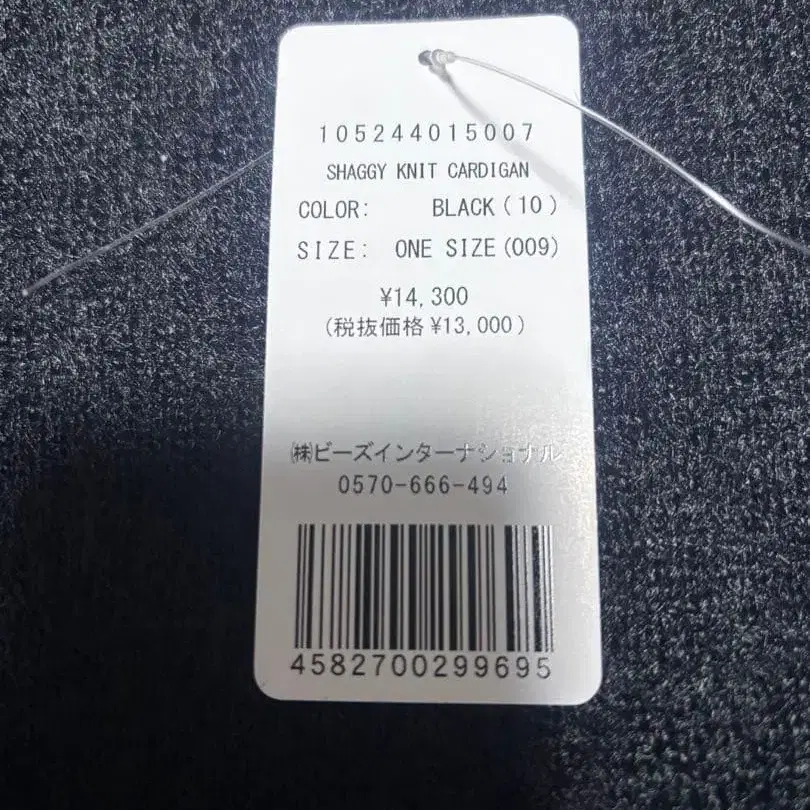 105244015007
SHAGGY KNIT CARDIGAN
COLOR: BLACK(10)
SIZE: ONE SIZE(009)
¥14,300
(税抜価格¥13,000)
㈱ビーズインターナショナル
0570-666-494
4582700299695